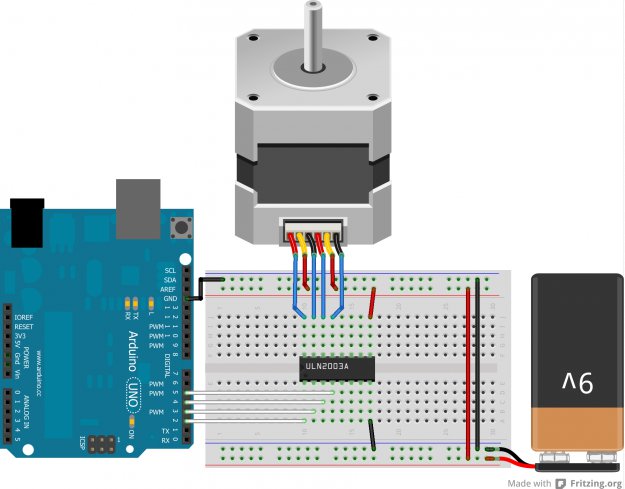 SCL
SDA
AREF
GND
IOREF
RESET
3V3
5V
Gnd
Vin
POWER
www.arduino.cc
ANALOG IN
0
1
2
3
4
5
RX
TX
L
Arduino
UNO
ON
ICSP
1
DIGITAL
13
12
11
PWM
10
PWM
9
8
7
PWM
6
PWM
5
4
PWM
3
2
TX
1
RX
0
ULN2003A
9V
Made with Fritzing.org